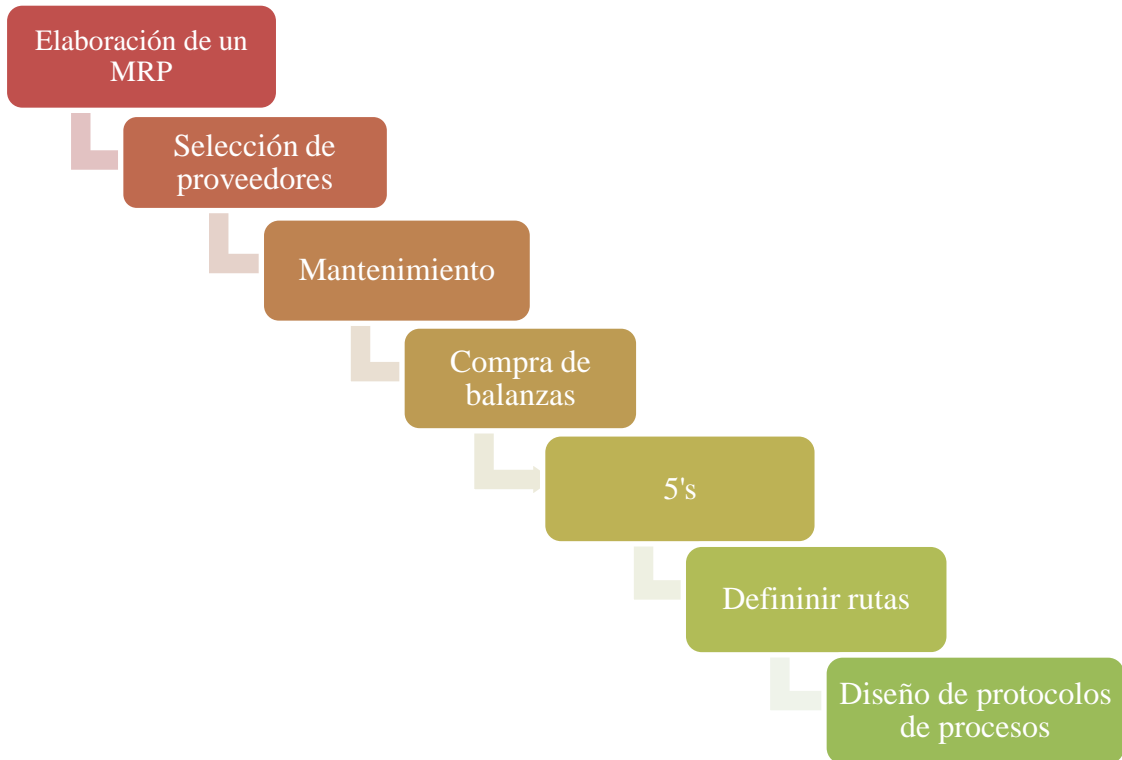 Elaboración de un
MRP
Selección de
proveedores
Mantenimiento
Compra de
balanzas
5's
Defininir rutas
Diseño de protocolos
de procesos